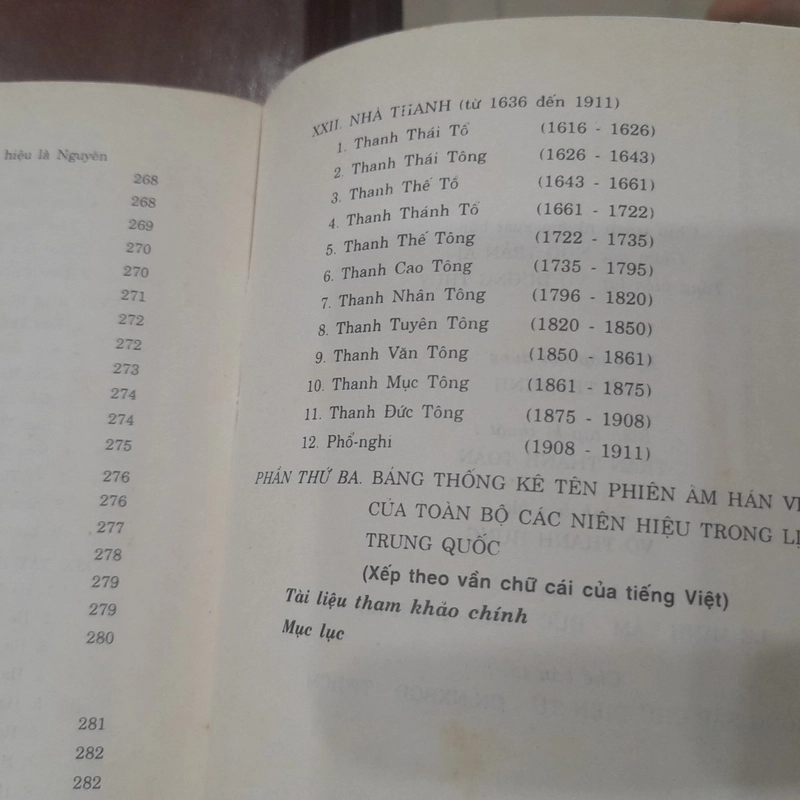 hiệu là Nguyên
268
268
269
270
270
271
272
272
273
274
274
275
276
276
277
278
279
279
280
281
282
282
XXII. NHÀ THANH (từ 1636 đến 1911)
1. Thanh Thái Tổ (1616 - 1626)
2. Thanh Thái Tông (1626 - 1643)
3. Thanh Thế Tổ (1643 - 1661)
4. Thanh Thánh Tổ (1661 - 1722)
5. Thanh Thế Tông (1722 - 1735)
6. Thanh Cao Tông (1735 - 1795)
7. Thanh Nhân Tông (1796 - 1820)
8. Thanh Tuyên Tông (1820 - 1850)
9. Thanh Văn Tông (1850 - 1861)
10. Thanh Mục Tông (1861 - 1875)
11. Thanh Đức Tông (1875 - 1908)
12. Phổ-nghi (1908 - 1911)
PHẦN THỨ BA. BẢNG THỐNG KÊ TÊN PHIÊN ÂM HÁN
CỦA TOÀN BỘ CÁC NIÊN HIỆU TRONG
TRUNG QUỐC
(Xếp theo vần chữ cái của tiếng Việt)
Tài liệu tham khảo chính
Mục lục